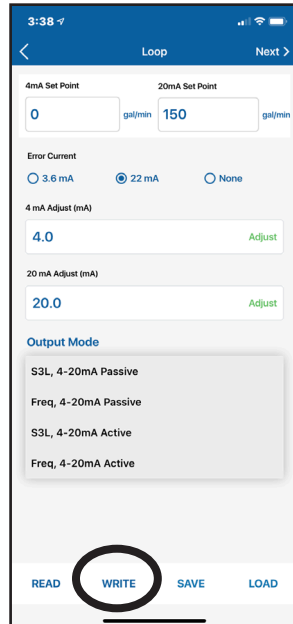 3:38
Loop
Next >
4mA Set Point 20mA Set Point
0 gal/min 150 gal/min
Error Current
3.6 mA 22 mA None
4 mA Adjust (mA)
4.0 Adjust
20 mA Adjust (mA)
20.0 Adjust
Output Mode
S3L, 4-20mA Passive
Freq, 4-20mA Passive
S3L, 4-20mA Active
Freq, 4-20mA Active
READ WRITE SAVE LOAD